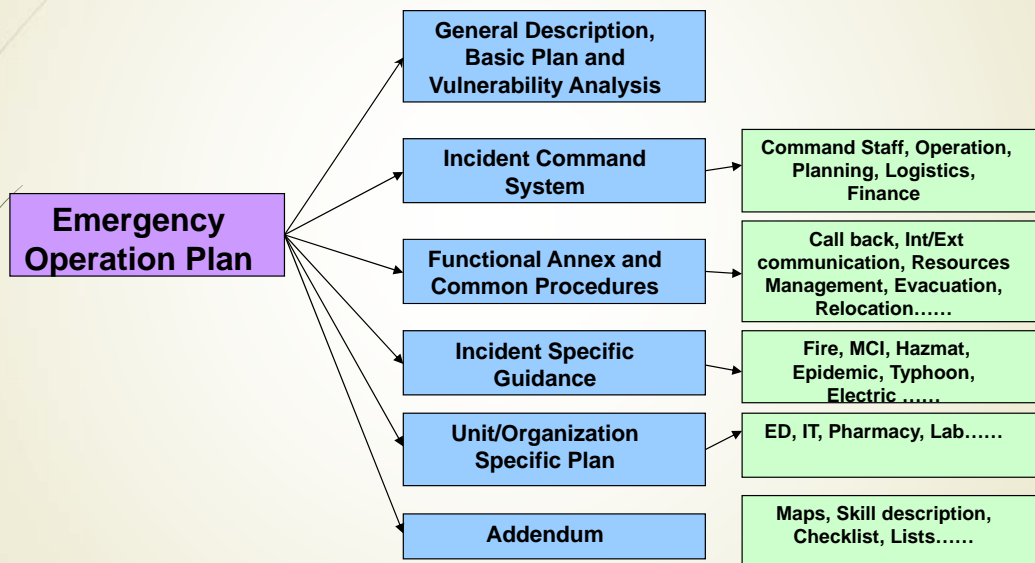 Emergency
Operation Plan
General Description,
Basic Plan and
Vulnerability Analysis
Incident Command
System
Command Staff, Operation,
Planning, Logistics,
Finance
Functional Annex and
Common Procedures
Call back, Int/Ext
communication, Resources
Management, Evacuation,
Relocation……
Incident Specific
Guidance
Fire, MCI, Hazmat,
Epidemic, Typhoon,
Electric ……
Unit/Organization
Specific Plan
ED, IT, Pharmacy, Lab……
Addendum
Maps, Skill description,
Checklist, Lists……